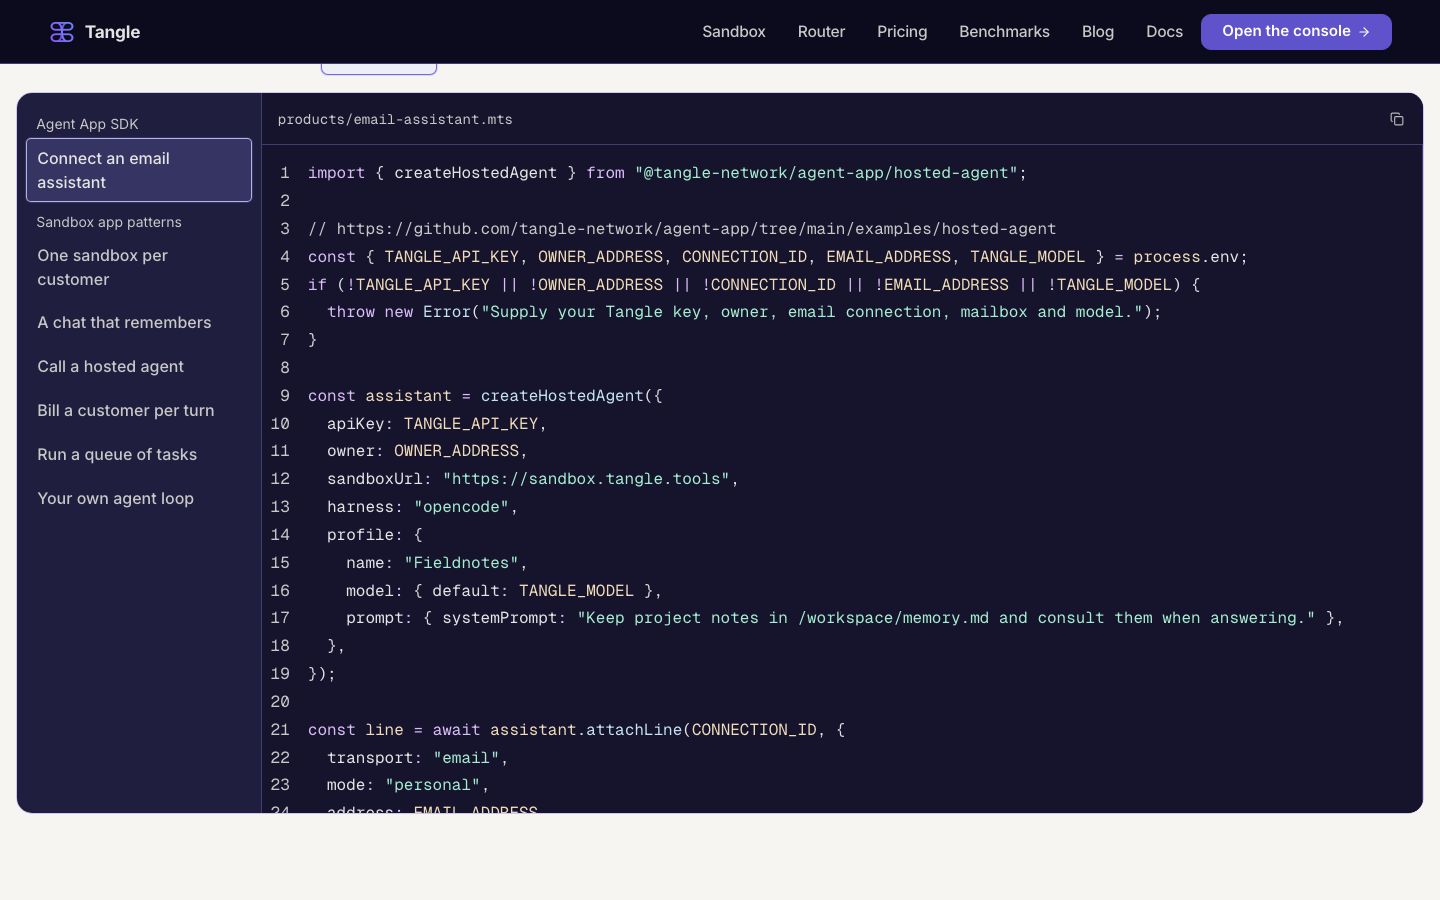 Tangle
Sandbox
Router
Pricing
Benchmarks
Blog
Docs
Open the console →
Agent App SDK
Connect an email
assistant
Sandbox app patterns
One sandbox per
customer
A chat that remembers
Call a hosted agent
Bill a customer per turn
Run a queue of tasks
Your own agent loop
products/email-assistant.mts
1 import { createHostedAgent } from "@tangle-network/agent-app/hosted-agent";
2
3 // https://github.com/tangle-network/agent-app/tree/main/examples/hosted-agent
4 const { TANGLE_API_KEY, OWNER_ADDRESS, CONNECTION_ID, EMAIL_ADDRESS, TANGLE_MODEL } = process.env;
5 if (!TANGLE_API_KEY || !OWNER_ADDRESS || !CONNECTION_ID || !EMAIL_ADDRESS || !TANGLE_MODEL) {
6   throw new Error("Supply your Tangle key, owner, email connection, mailbox and model.");
7 }
8
9 const assistant = createHostedAgent({
10   apiKey: TANGLE_API_KEY,
11   owner: OWNER_ADDRESS,
12   sandboxUrl: "https://sandbox.tangle.tools",
13   harness: "opencode",
14   profile: {
15     name: "Fieldnotes",
16     model: { default: TANGLE_MODEL },
17     prompt: { systemPrompt: "Keep project notes in /workspace/memory.md and consult them when answering." },
18   },
19 });
20
21 const line = await assistant.attachLine(CONNECTION_ID, {
22   transport: "email",
23   mode: "personal",
24   address: EMAIL_ADDRESS